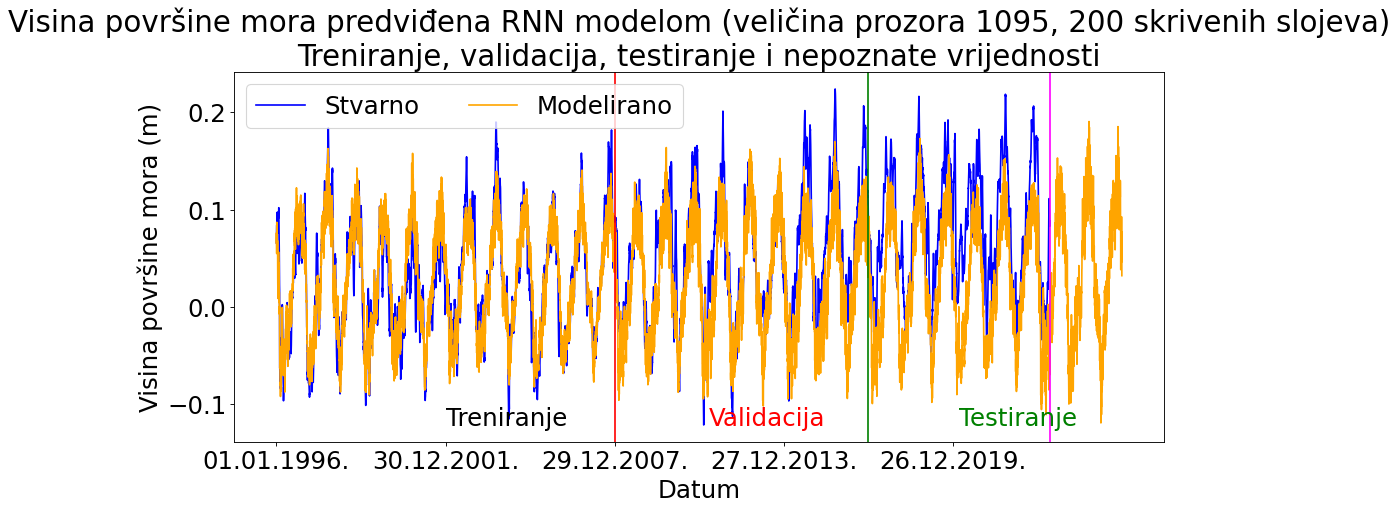 Visina površine mora predviđena RNN modelom (veličina prozora 1095, 200 skrivenih slojeva)
Treniranje, validacija, testiranje i nepoznate vrijednosti
Stvarno Modelirano
Visina površine mora (m)
0.2
0.1
0.0
−0.1
Treniranje Validacija Testiranje
01.01.1996. 30.12.2001. 29.12.2007. 27.12.2013. 26.12.2019.
Datum